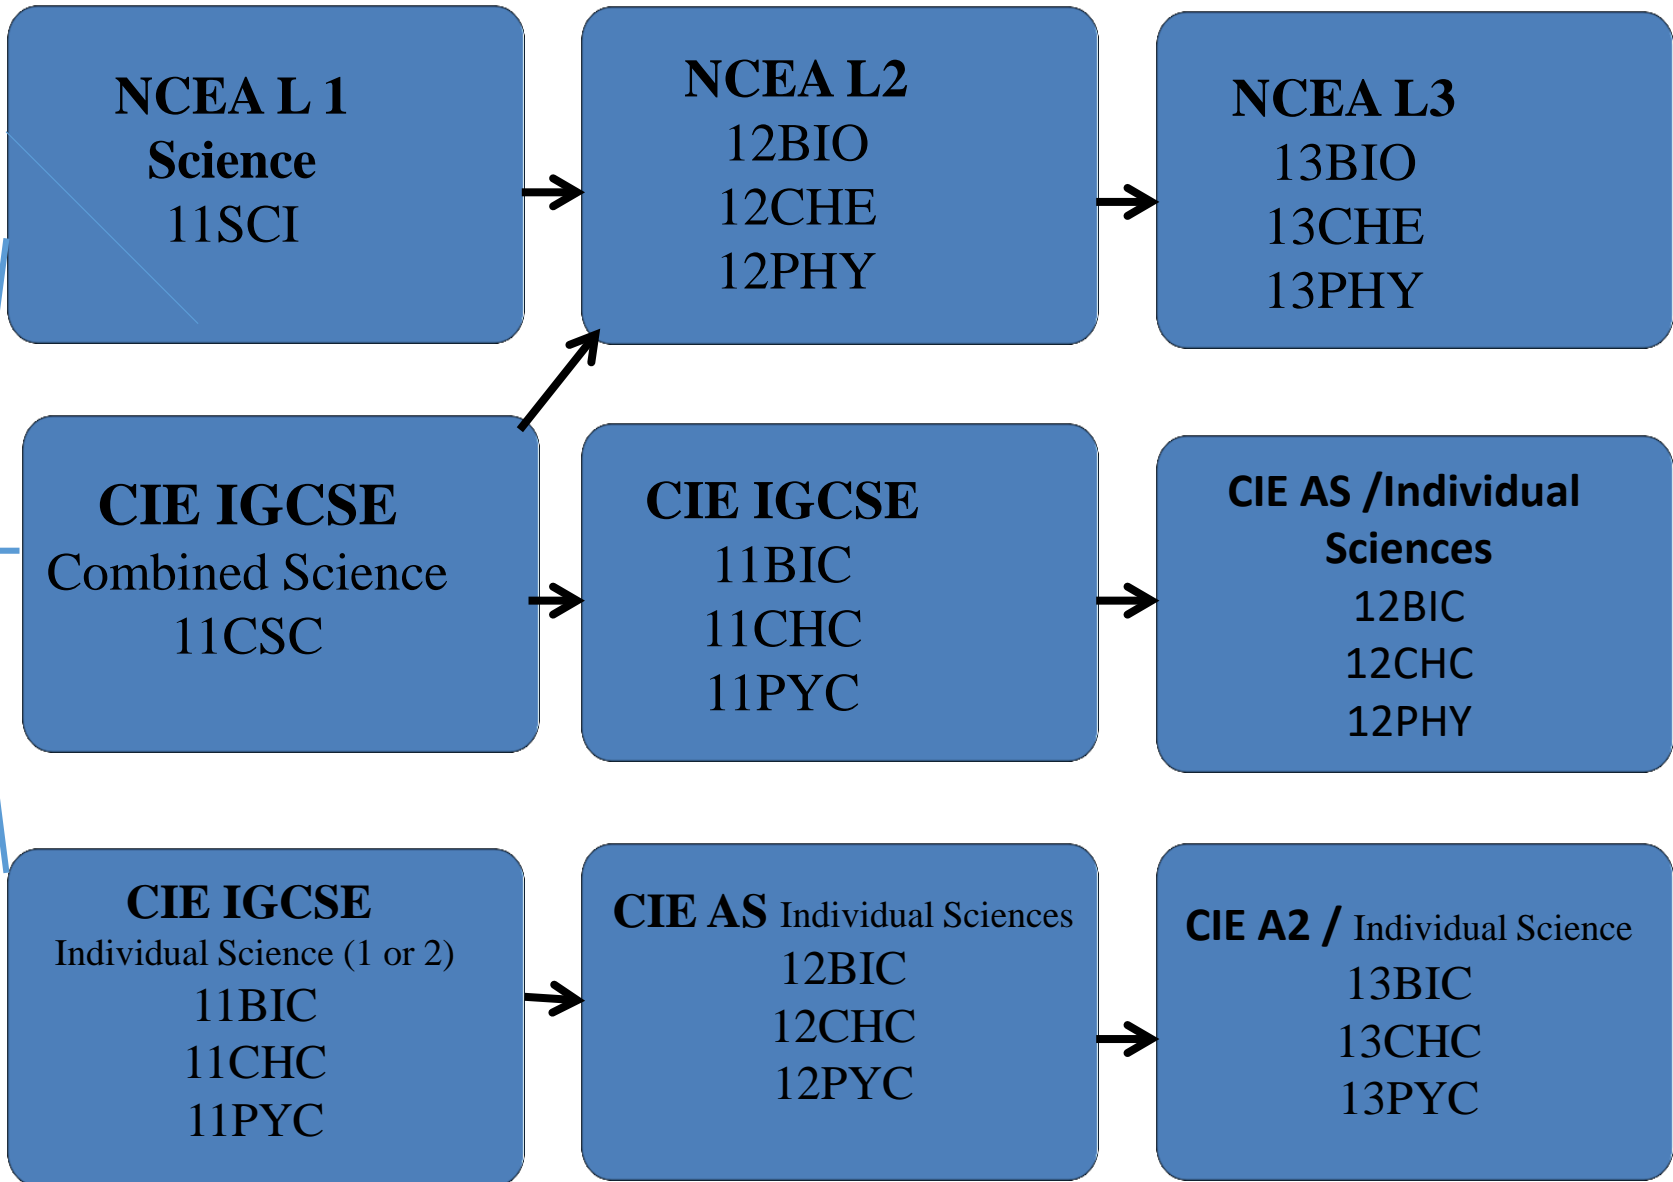 NCEA L 1
Science
11SCI
NCEA L2
12BIO
12CHE
12PHY
NCEA L3
13BIO
13CHE
13PHY
CIE IGCSE
Combined Science
11CSC
CIE IGCSE
11BIC
11CHC
11PYC
CIE AS /Individual
Sciences
12BIC
12CHC
12PHY
CIE IGCSE
Individual Science (1 or 2)
11BIC
11CHC
11PYC
CIE AS Individual Sciences
12BIC
12CHC
12PYC
CIE A2 / Individual Science
13BIC
13CHC
13PYC